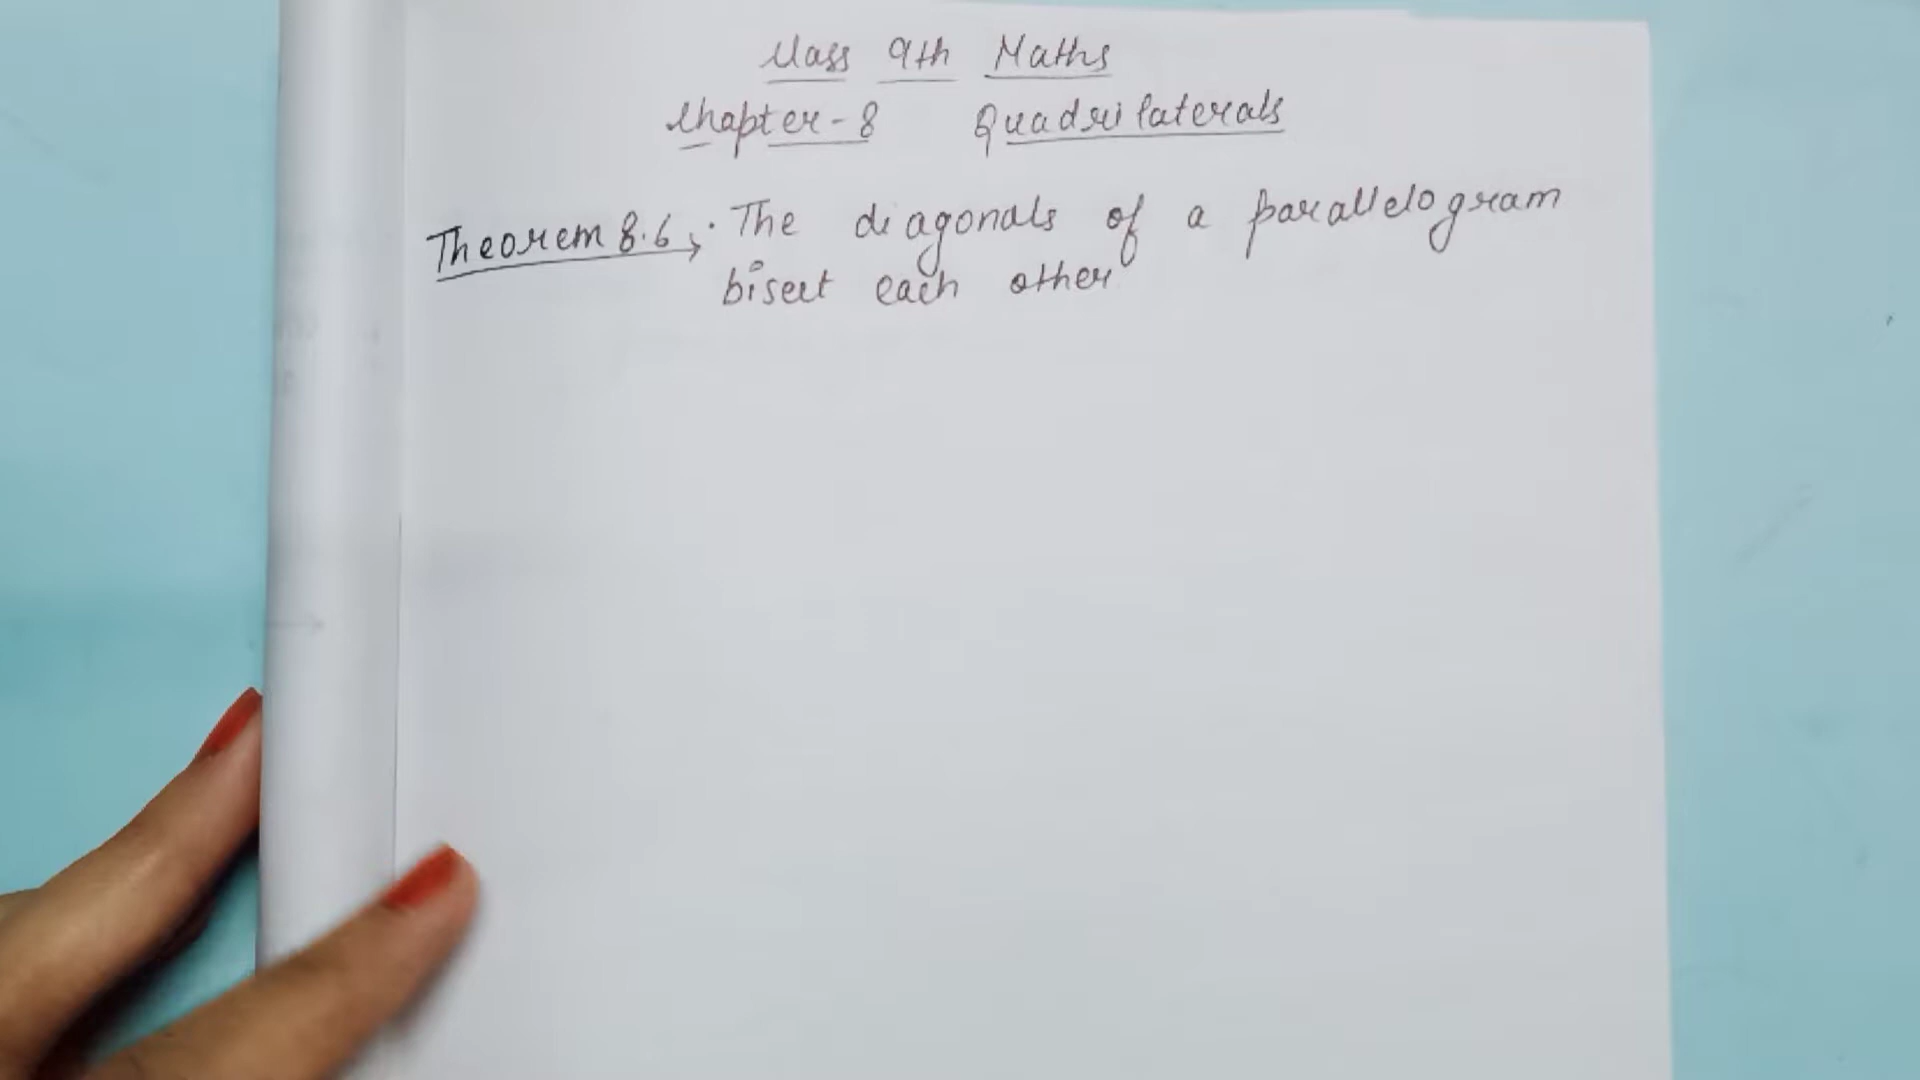 Class 9th Maths
Chapter-8 Quadrilaterals
Theorem 8.6→ The diagonals of a parallelogram
bisect each other